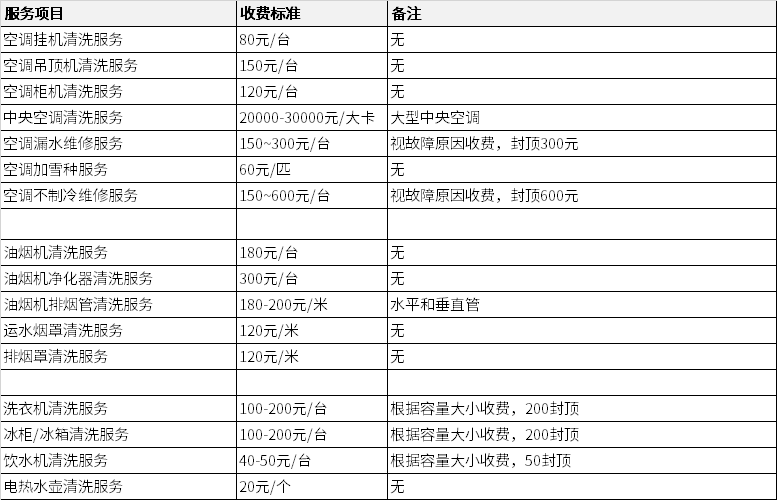 服务项目 收费标准 备注
空调挂机清洗服务 80元/台 无
空调吊顶机清洗服务 150元/台 无
空调柜机清洗服务 120元/台 无
中央空调清洗服务 20000-30000元/大卡 大型中央空调
空调漏水维修服务 150~300元/台 视故障原因收费，封顶300元
空调加雪种服务 60元/匹 无
空调不制冷维修服务 150~600元/台 视故障原因收费，封顶600元
油烟机清洗服务 180元/台 无
油烟机净化器清洗服务 300元/台 无
油烟机排烟管清洗服务 180-200元/米 水平和垂直管
运水烟罩清洗服务 120元/米 无
排烟罩清洗服务 120元/米 无
洗衣机清洗服务 100-200元/台 根据容量大小收费，200封顶
冰柜/冰箱清洗服务 100-200元/台 根据容量大小收费，200封顶
饮水机清洗服务 40-50元/台 根据容量大小收费，50封顶
电热水壶清洗服务 20元/个 无